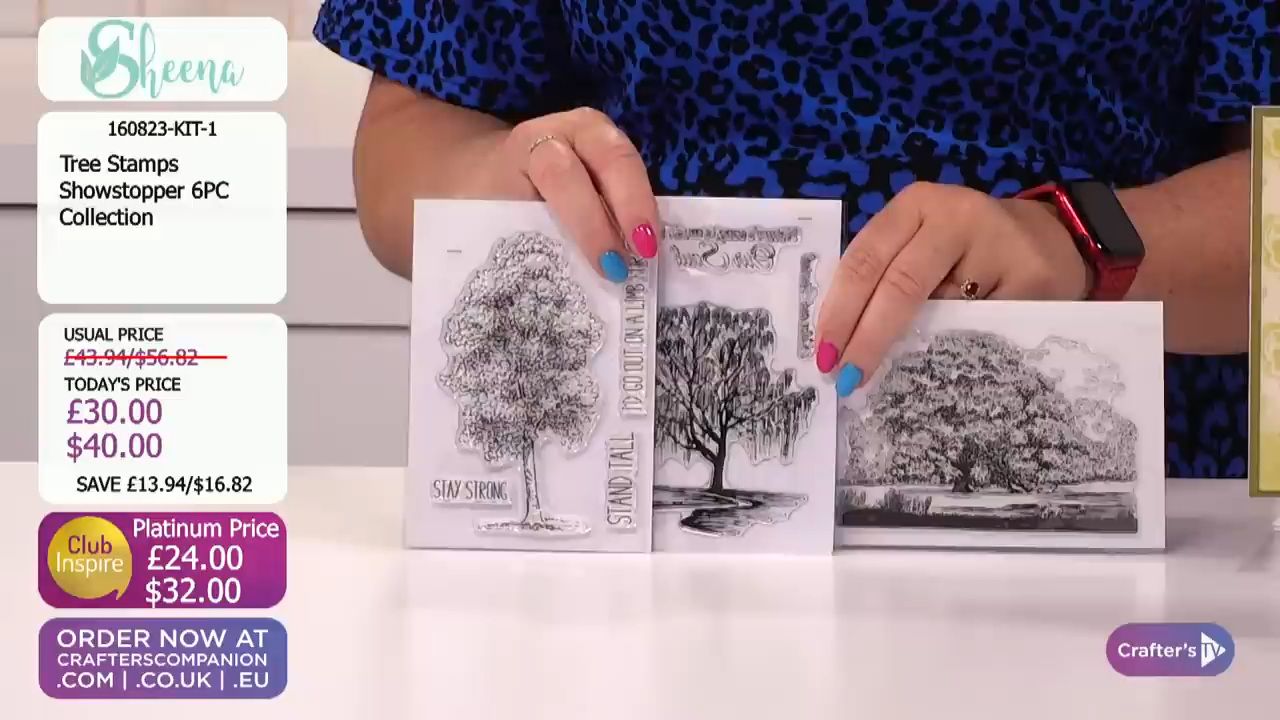 Sheena
160823-KIT-1
Tree Stamps
Showstopper 6PC
Collection
USUAL PRICE
£43.94/$56.82
TODAY'S PRICE
£30.00
$40.00
SAVE £13.94/$16.82
Club
Inspire
Platinum Price
£24.00
$32.00
ORDER NOW AT
CRAFTERSCOMPANION
.COM | .CO.UK | .EU
STAY STRONG
STAND TALL
I'D GO OUT ON A LIMB
Crafter's TV